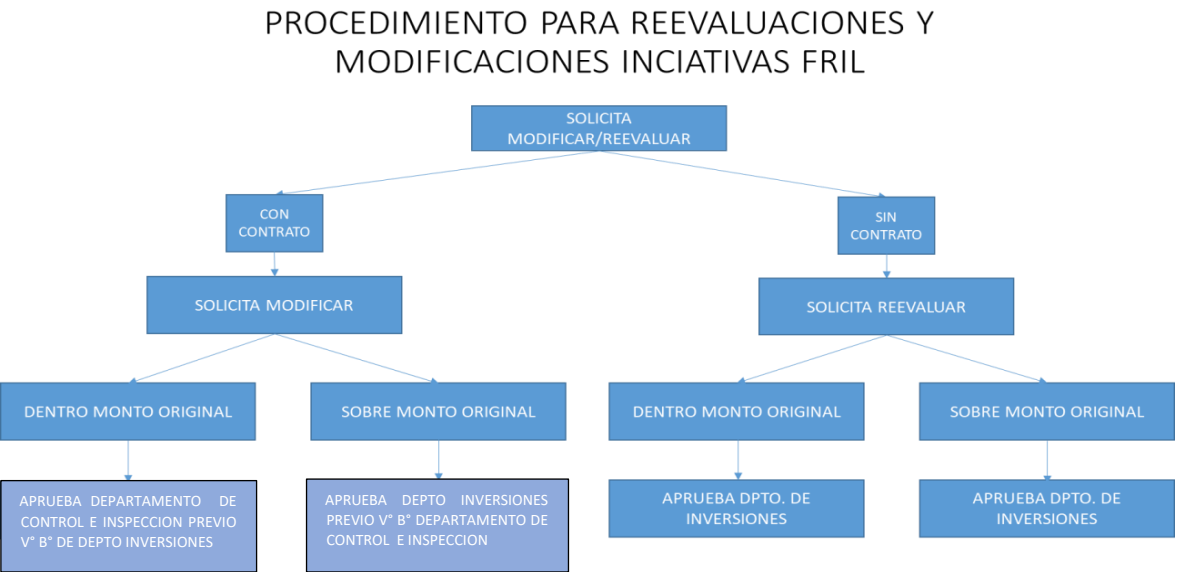 PROCEDIMIENTO PARA REEVALUACIONES Y
MODIFICACIONES INCIATIVAS FRIL
SOLICITA
MODIFICAR/REEVALUAR
CON
CONTRATO
SIN
CONTRATO
SOLICITA MODIFICAR
SOLICITA REEVALUAR
DENTRO MONTO ORIGINAL
SOBRE MONTO ORIGINAL
DENTRO MONTO ORIGINAL
SOBRE MONTO ORIGINAL
APRUEBA DEPARTAMENTO DE
CONTROL E INSPECCION PREVIO
V° B° DE DEPTO INVERSIONES
APRUEBA DEPTO INVERSIONES
PREVIO V° B° DEPARTAMENTO DE
CONTROL E INSPECCION
APRUEBA DPTO. DE
INVERSIONES
APRUEBA DPTO. DE
INVERSIONES